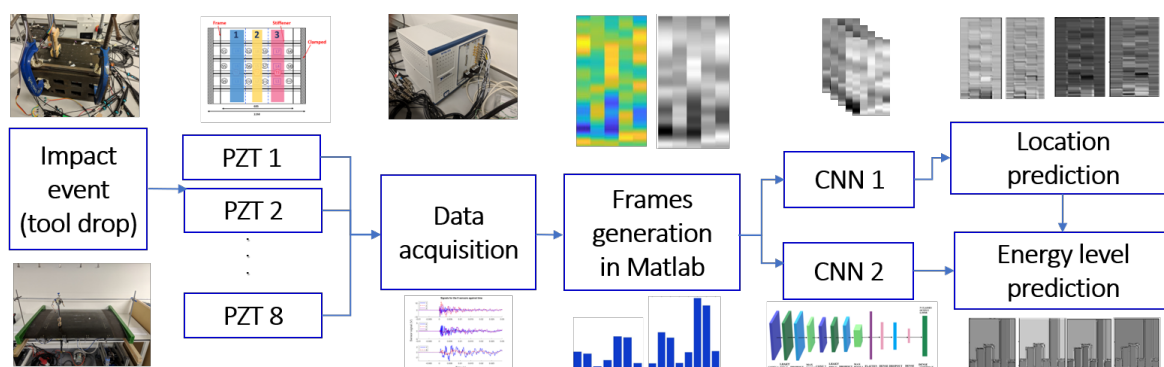 Frame
Stiffener
1
2
3
Clamped
Impact
event
(tool drop)
PZT 1
PZT 2
PZT 8
Data
acquisition
Frames
generation
in Matlab
CNN 1
CNN 2
Location
prediction
Energy level
prediction